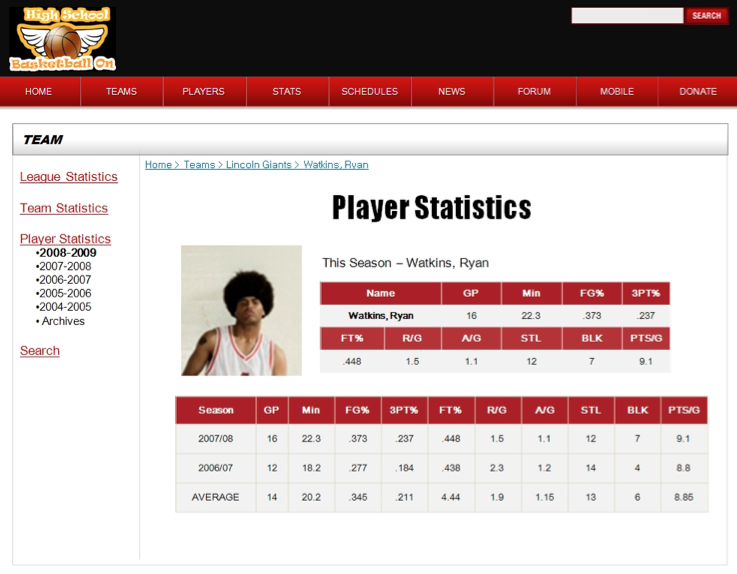 High School
Basketball On
SEARCH
HOME TEAMS PLAYERS STATS SCHEDULES NEWS FORUM MOBILE DONATE
TEAM
Home > Teams > Lincoln Giants > Watkins, Ryan
League Statistics
Team Statistics
Player Statistics
•2008-2009
•2007-2008
•2006-2007
•2005-2006
•2004-2005
• Archives
Search
Player Statistics
This Season – Watkins, Ryan
Name GP Min FG% 3PT%
Watkins, Ryan 16 22.3 .373 .237
FT% R/G A/G STL BLK PTS/G
.448 1.5 1.1 12 7 9.1
Season GP Min FG% 3PT% FT% R/G A/G STL BLK PTS/G
2007/08 16 22.3 .373 .237 .448 1.5 1.1 12 7 9.1
2006/07 12 18.2 .277 .184 .438 2.3 1.2 14 4 8.8
AVERAGE 14 20.2 .345 .211 4.44 1.9 1.15 13 6 8.85